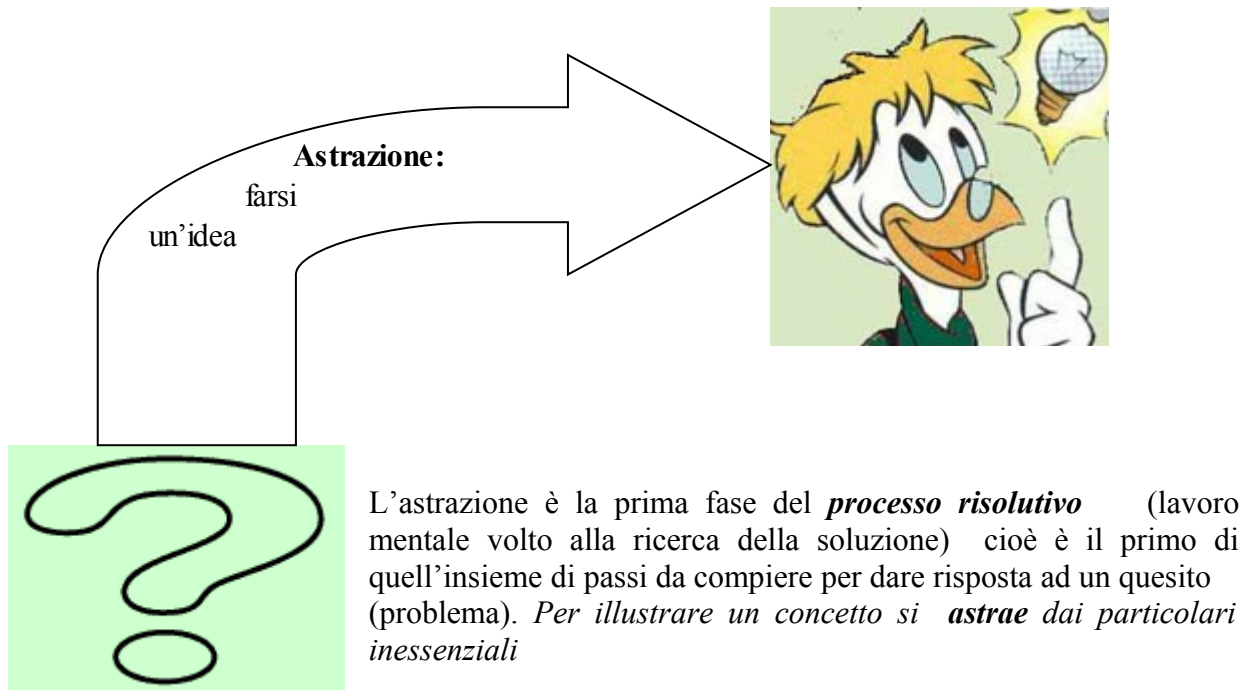 Astrazione:
farsi
un’idea
L’astrazione è la prima fase del processo risolutivo (lavoro
mentale volto alla ricerca della soluzione) cioè è il primo di
quell’insieme di passi da compiere per dare risposta ad un quesito
(problema). Per illustrare un concetto si astrae dai particolari
inessenziali